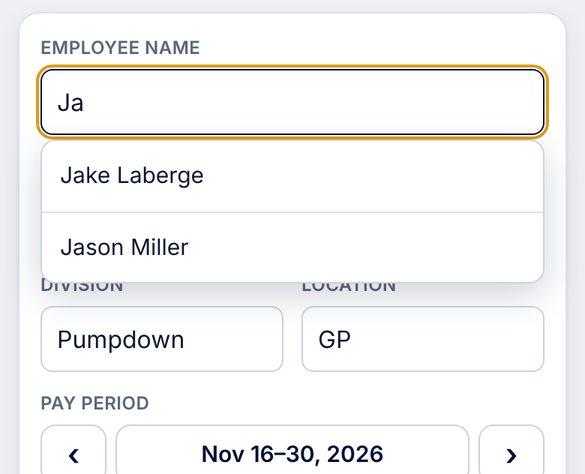 EMPLOYEE NAME
Ja
Jake Laberge
Jason Miller
DIVISION LOCATION
Pumpdown GP
PAY PERIOD
‹ Nov 16–30, 2026 ›